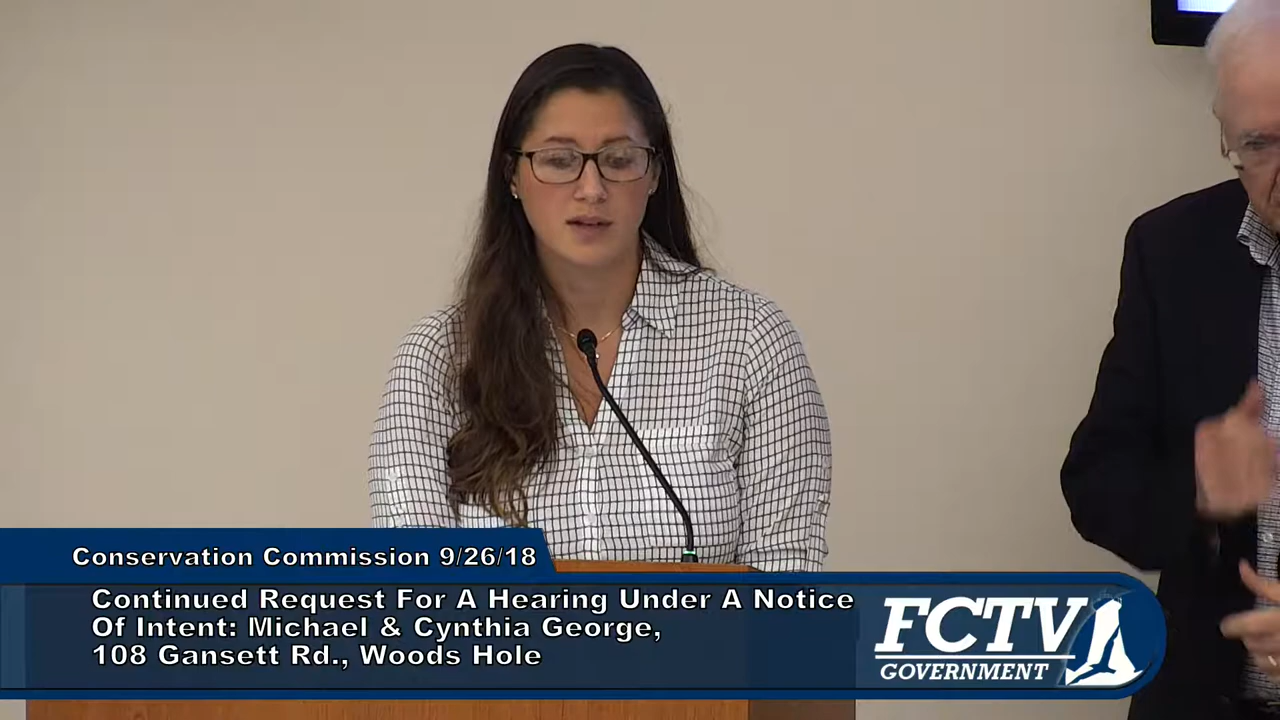 Conservation Commission 9/26/18
Continued Request For A Hearing Under A Notice
Of Intent: Michael & Cynthia George,
108 Gansett Rd., Woods Hole
FCTV
GOVERNMENT